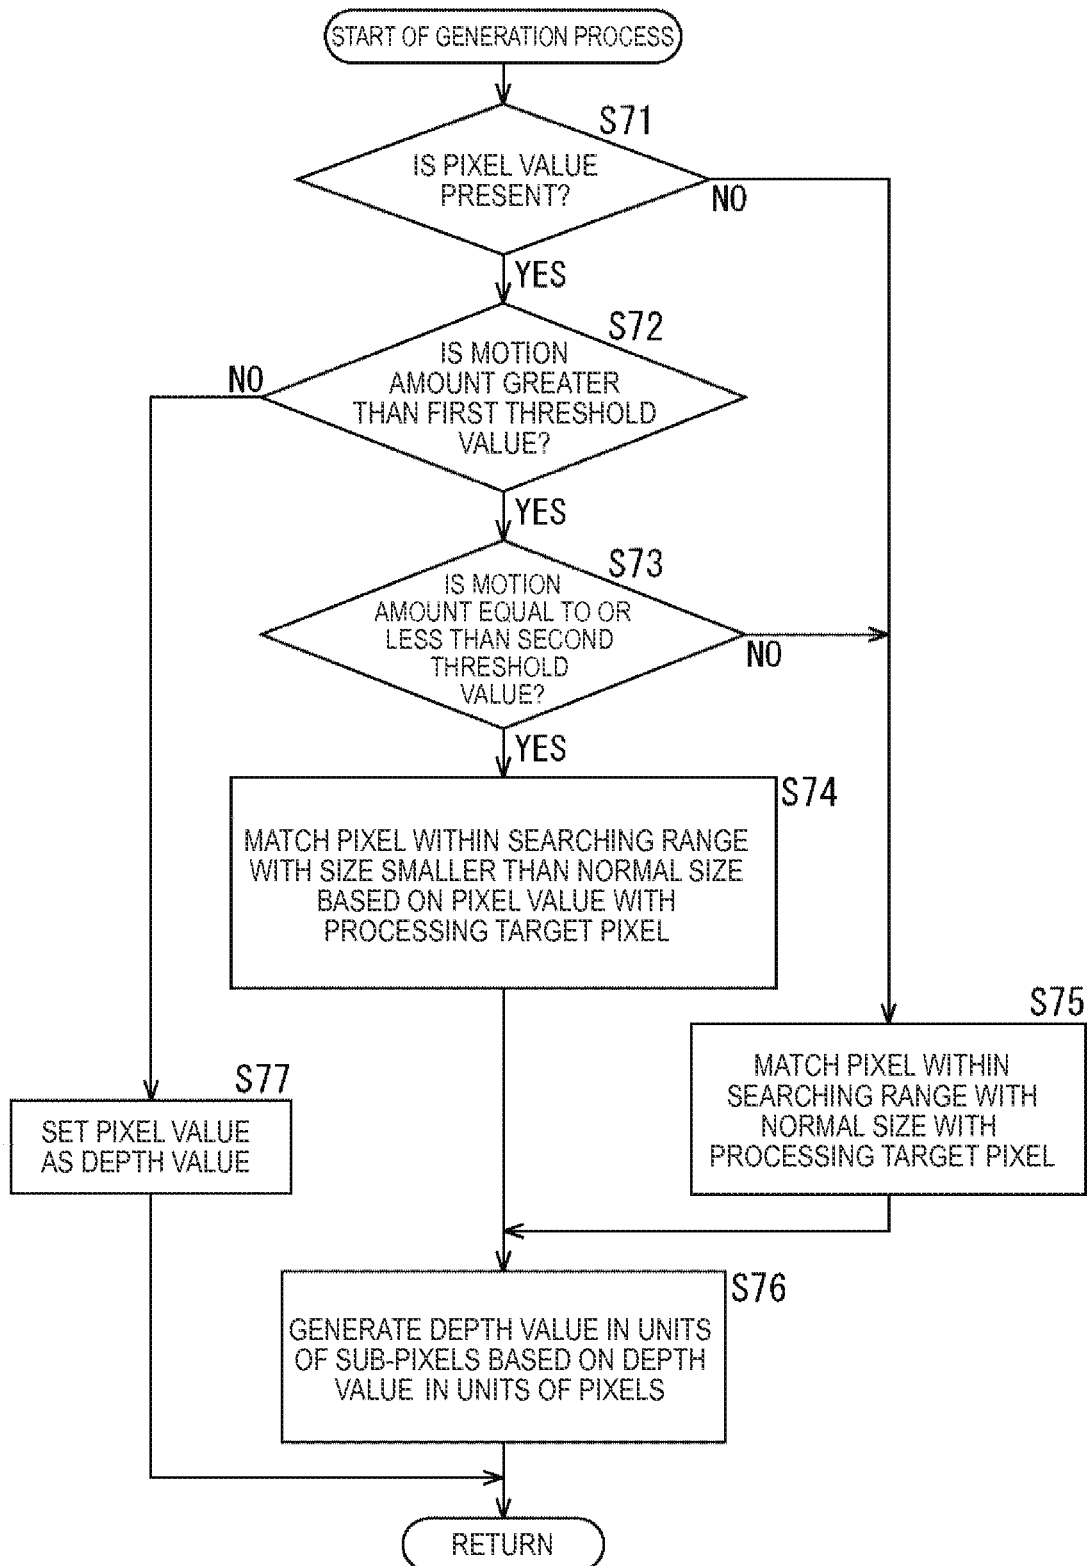 START OF GENERATION PROCESS
S71
IS PIXEL VALUE
PRESENT?
NO
YES
S72
IS MOTION
AMOUNT GREATER
THAN FIRST THRESHOLD
VALUE?
NO
YES
S73
IS MOTION
AMOUNT EQUAL TO OR
LESS THAN SECOND
THRESHOLD
VALUE?
NO
YES
S74
MATCH PIXEL WITHIN SEARCHING RANGE
WITH SIZE SMALLER THAN NORMAL SIZE
BASED ON PIXEL VALUE WITH
PROCESSING TARGET PIXEL
S75
MATCH PIXEL WITHIN
SEARCHING RANGE WITH
NORMAL SIZE WITH
PROCESSING TARGET PIXEL
S77
SET PIXEL VALUE
AS DEPTH VALUE
S76
GENERATE DEPTH VALUE IN UNITS
OF SUB-PIXELS BASED ON DEPTH
VALUE IN UNITS OF PIXELS
RETURN